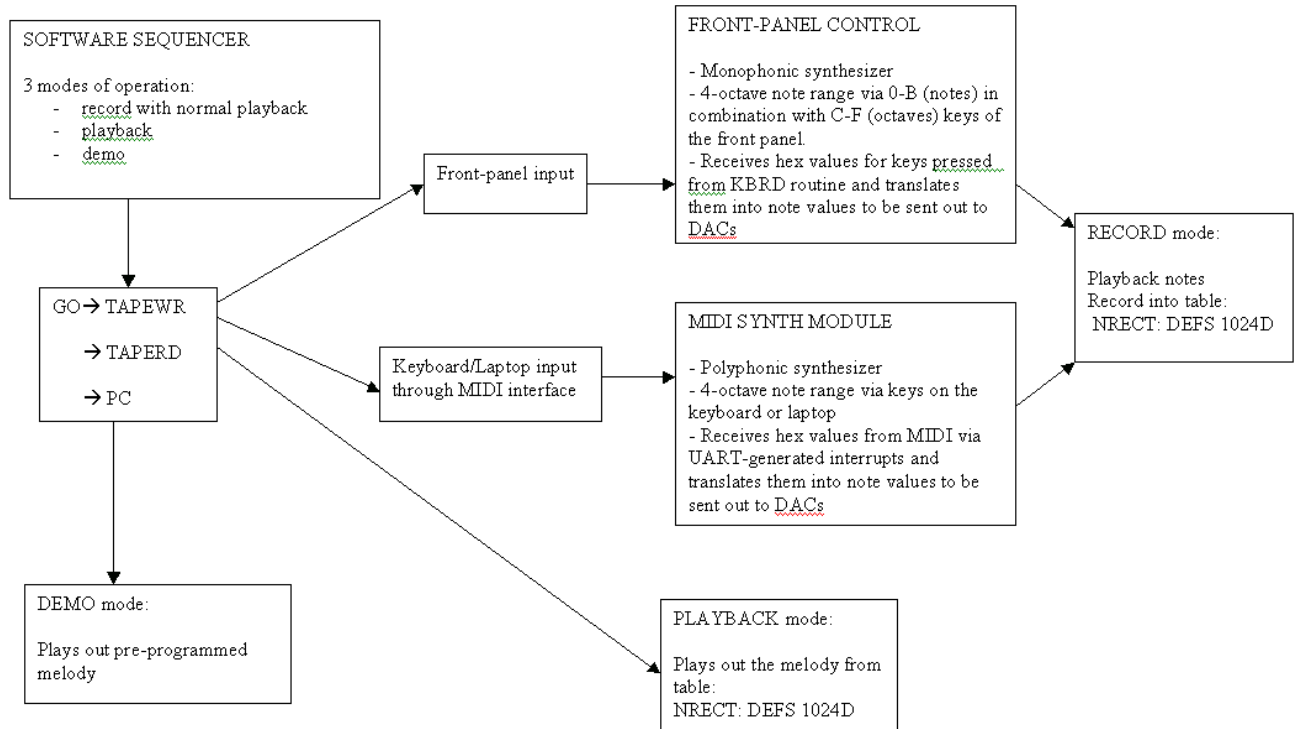 SOFTWARE SEQUENCER
3 modes of operation:
- record with normal playback
- playback
- demo
GO → TAPEWR
→ TAPERD
→ PC
DEMO mode:
Plays out pre-programmed
melody
Front-panel input
Keyboard/Laptop input
through MIDI interface
FRONT-PANEL CONTROL
- Monophonic synthesizer
- 4-octave note range via 0-B (notes) in
combination with C-F (octaves) keys of
the front panel.
- Receives hex values for keys pressed
from KBRD routine and translates
them into note values to be sent out to
DACs
MIDI SYNTH MODULE
- Polyphonic synthesizer
- 4-octave note range via keys on the
keyboard or laptop
- Receives hex values from MIDI via
UART-generated interrupts and
translates them into note values to be
sent out to DACs
RECORD mode:
Playback notes
Record into table:
NRECT: DEFS 1024D
PLAYBACK mode:
Plays out the melody from
table:
NRECT: DEFS 1024D